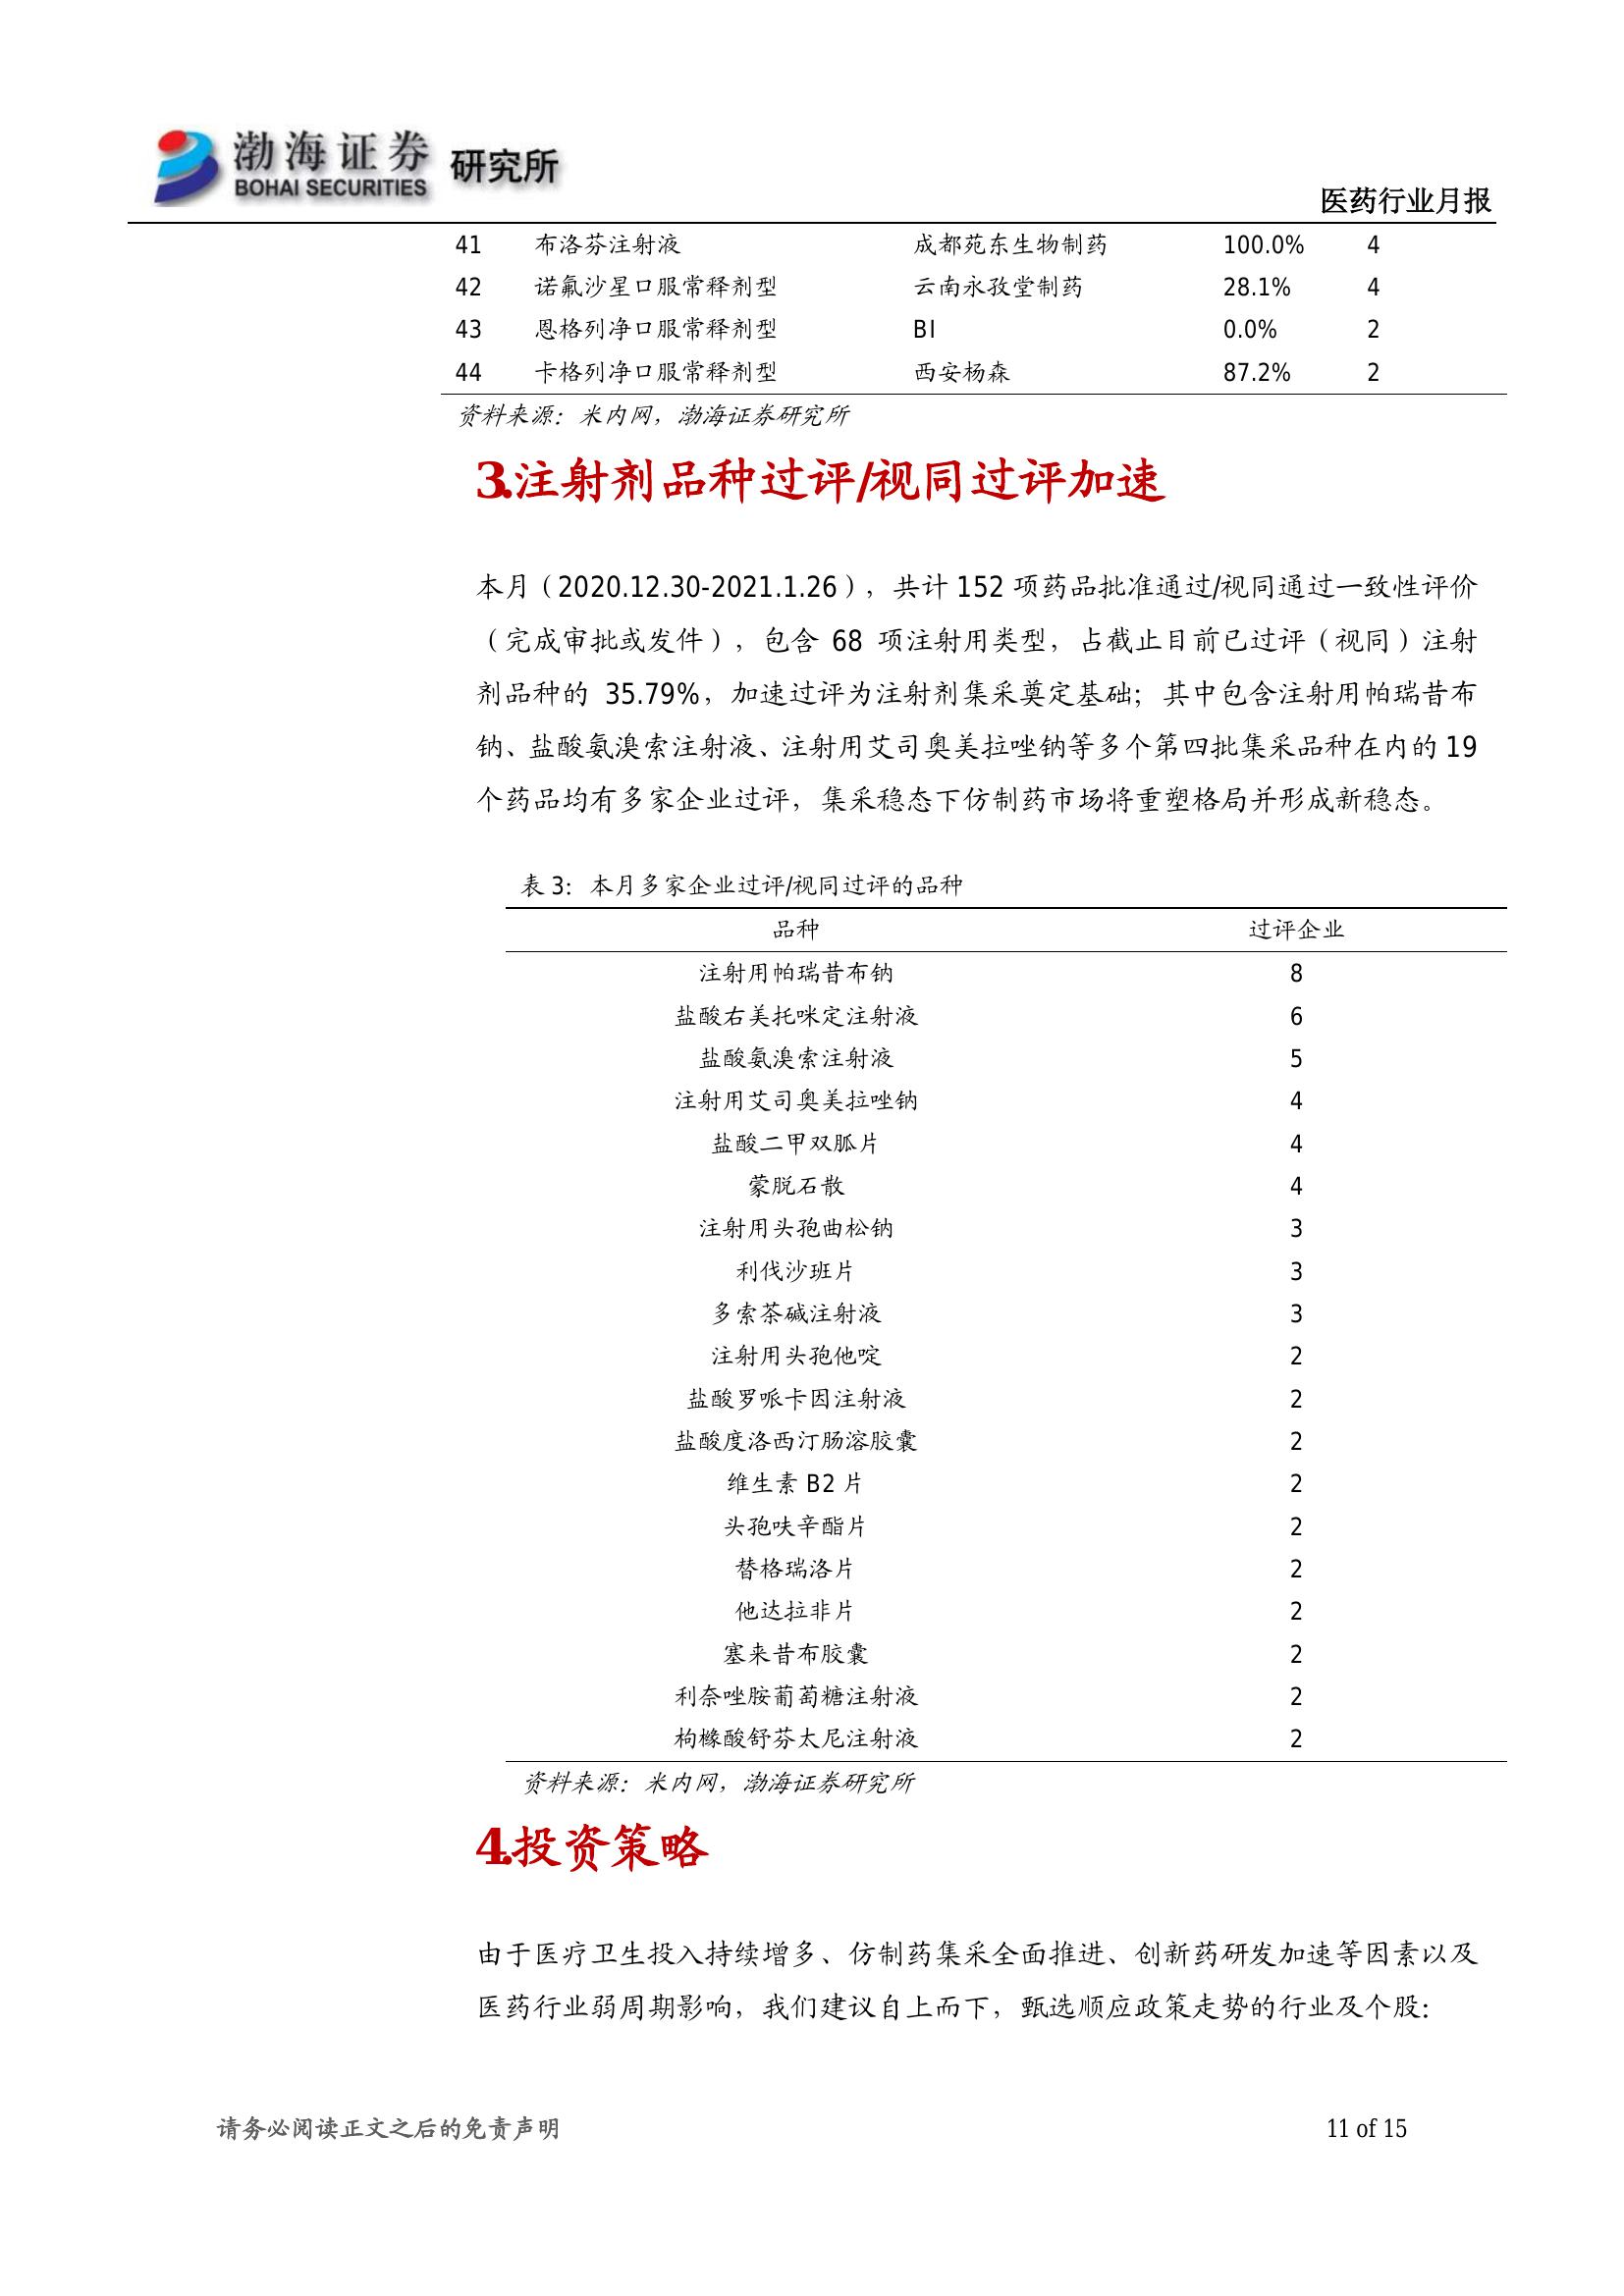 渤海证券
BOHAI SECURITIES
研究所
医药行业月报
41 布洛芬注射液 成都苑东生物制药 100.0% 4
42 诺氟沙星口服常释剂型 云南永孜堂制药 28.1% 4
43 恩格列净口服常释剂型 BI 0.0% 2
44 卡格列净口服常释剂型 西安杨森 87.2% 2
资料来源：米内网，渤海证券研究所
3.注射剂品种过评/视同过评加速
本月（2020.12.30-2021.1.26），共计 152 项药品批准通过/视同通过一致性评价
（完成审批或发件），包含 68 项注射用类型，占截止目前已过评（视同）注射
剂品种的 35.79%，加速过评为注射剂集采奠定基础；其中包含注射用帕瑞昔布
钠、盐酸氨溴索注射液、注射用艾司奥美拉唑钠等多个第四批集采品种在内的 19
个药品均有多家企业过评，集采稳态下仿制药市场将重塑格局并形成新稳态。
表 3：本月多家企业过评/视同过评的品种
品种 过评企业
注射用帕瑞昔布钠 8
盐酸右美托咪定注射液 6
盐酸氨溴索注射液 5
注射用艾司奥美拉唑钠 4
盐酸二甲双胍片 4
蒙脱石散 4
注射用头孢曲松钠 3
利伐沙班片 3
多索茶碱注射液 3
注射用头孢他啶 2
盐酸罗哌卡因注射液 2
盐酸度洛西汀肠溶胶囊 2
维生素 B2 片 2
头孢呋辛酯片 2
替格瑞洛片 2
他达拉非片 2
塞来昔布胶囊 2
利奈唑胺葡萄糖注射液 2
枸橼酸舒芬太尼注射液 2
资料来源：米内网，渤海证券研究所
4.投资策略
由于医疗卫生投入持续增多、仿制药集采全面推进、创新药研发加速等因素以及
医药行业弱周期影响，我们建议自上而下，甄选顺应政策走势的行业及个股：
请务必阅读正文之后的免责声明 11 of 15